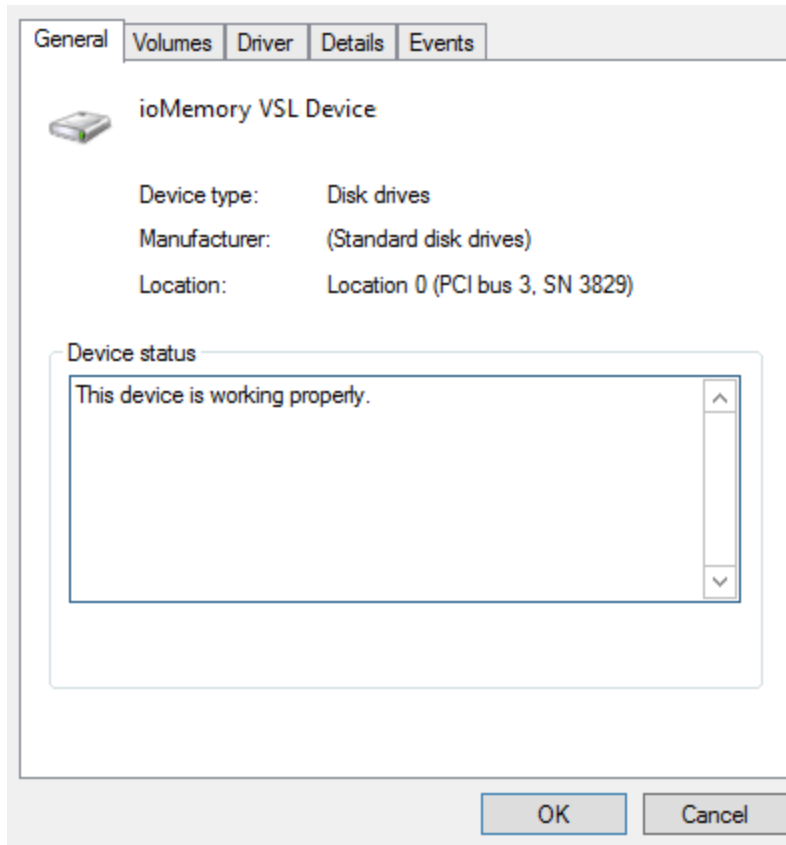 General Volumes Driver Details Events
ioMemory VSL Device
Device type: Disk drives
Manufacturer: (Standard disk drives)
Location: Location 0 (PCI bus 3, SN 3829)
Device status
This device is working properly.
OK Cancel